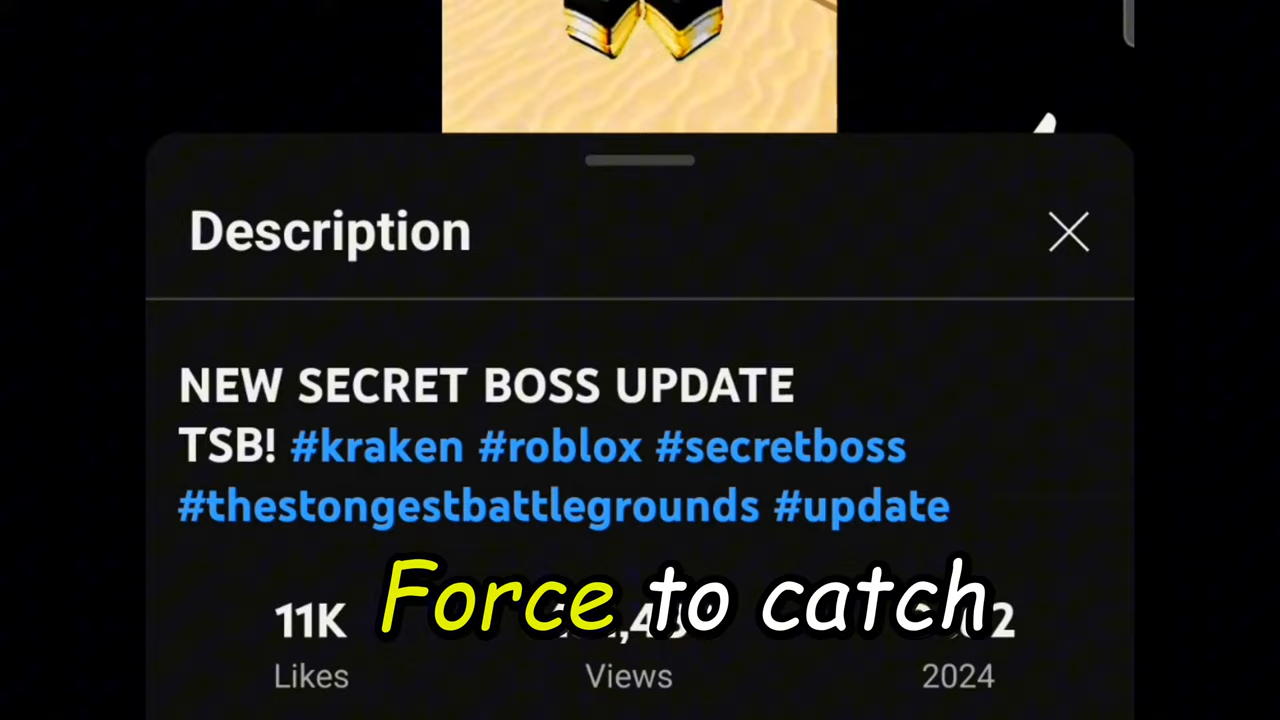 Description
NEW SECRET BOSS UPDATE
TSB! #kraken #roblox #secretboss
#thestongestbattlegrounds #update
Force to catch
11K
Likes
Views
2024